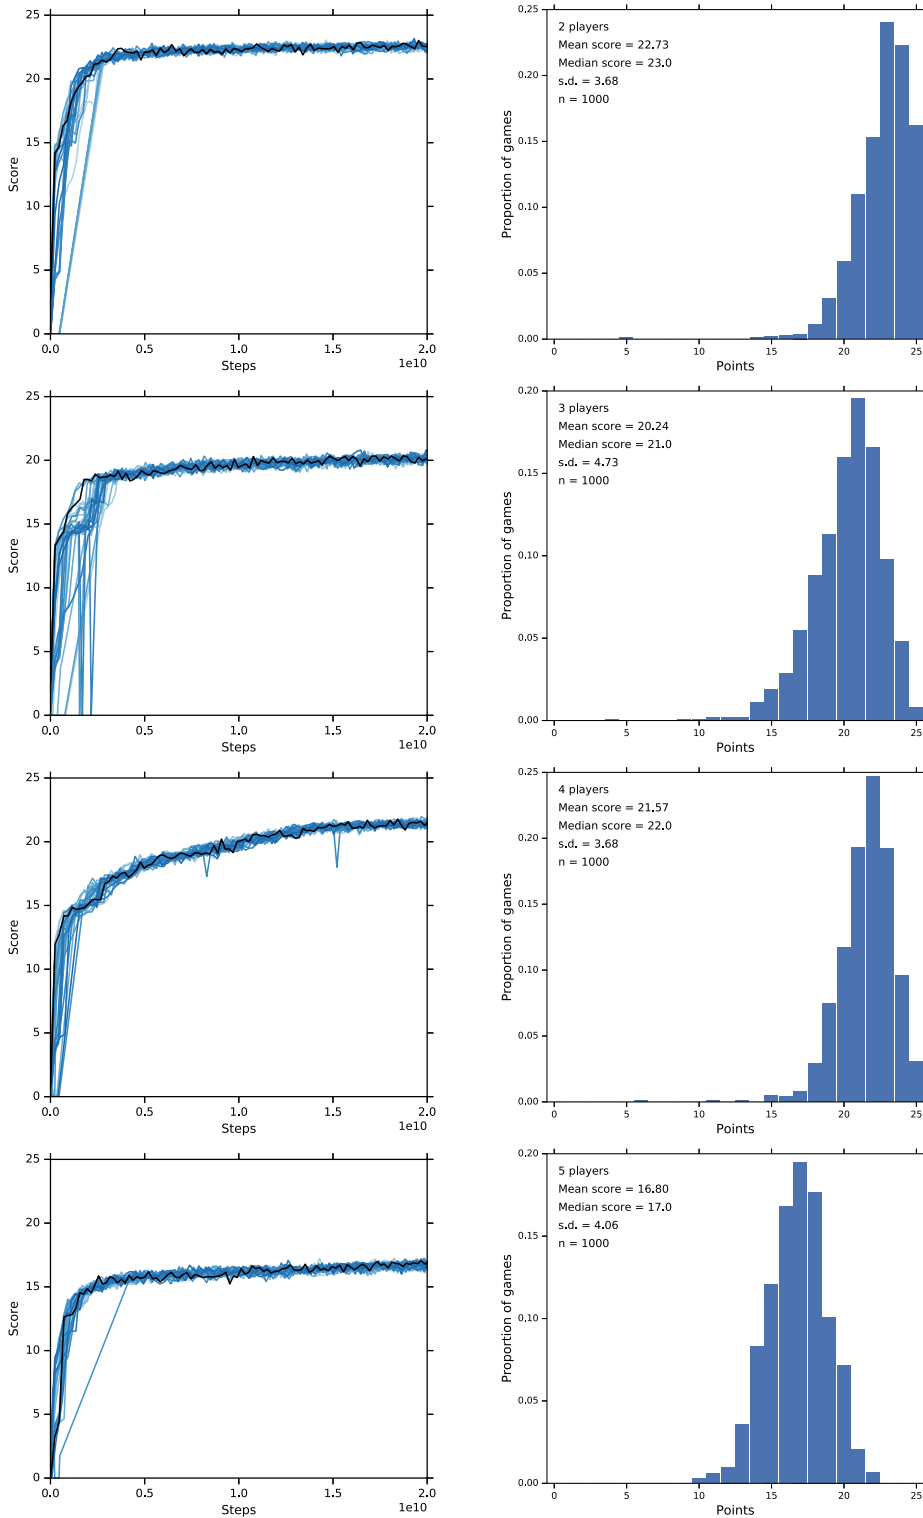 25
20
15
10
5
0
Score
0.0
0.5
1.0
1.5
2.0
1e10
Steps
0.25
0.20
0.15
0.10
0.05
0.00
Proportion of games
2 players
Mean score = 22.73
Median score = 23.0
s.d. = 3.68
n = 1000
0
5
10
15
20
25
Points
25
20
15
10
5
0
Score
0.0
0.5
1.0
1.5
2.0
1e10
Steps
0.20
0.15
0.10
0.05
0.00
Proportion of games
3 players
Mean score = 20.24
Median score = 21.0
s.d. = 4.73
n = 1000
0
5
10
15
20
25
Points
25
20
15
10
5
0
Score
0.0
0.5
1.0
1.5
2.0
1e10
Steps
0.25
0.20
0.15
0.10
0.05
0.00
Proportion of games
4 players
Mean score = 21.57
Median score = 22.0
s.d. = 3.68
n = 1000
0
5
10
15
20
25
Points
25
20
15
10
5
0
Score
0.0
0.5
1.0
1.5
2.0
1e10
Steps
0.20
0.15
0.10
0.05
0.00
Proportion of games
5 players
Mean score = 16.80
Median score = 17.0
s.d. = 4.06
n = 1000
0
5
10
15
20
25
Points